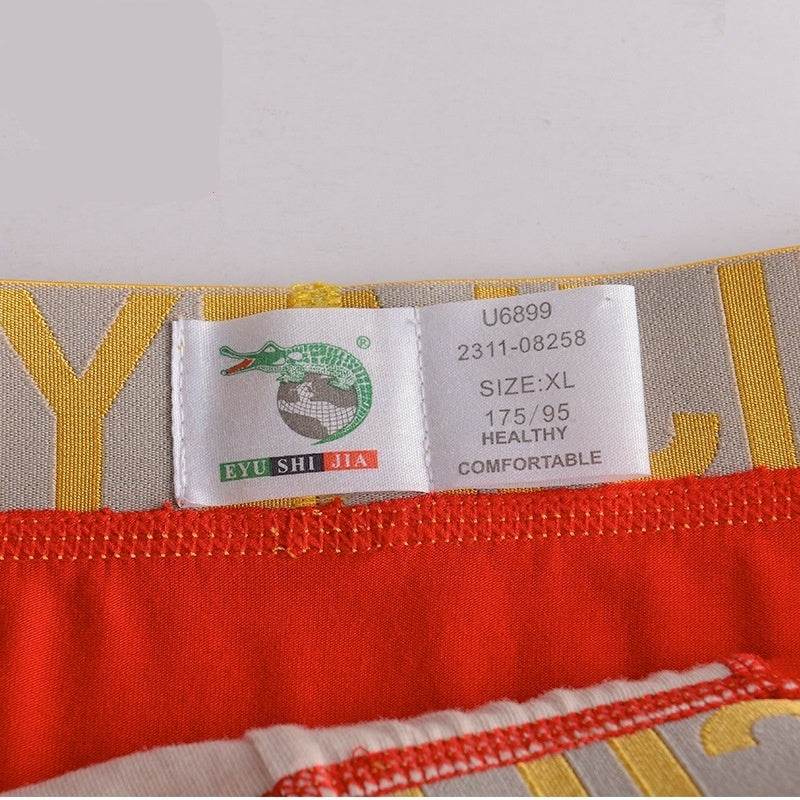 ®
EYU SHI JIA
U6899
2311-08258
SIZE:XL
175/95
HEALTHY
COMFORTABLE